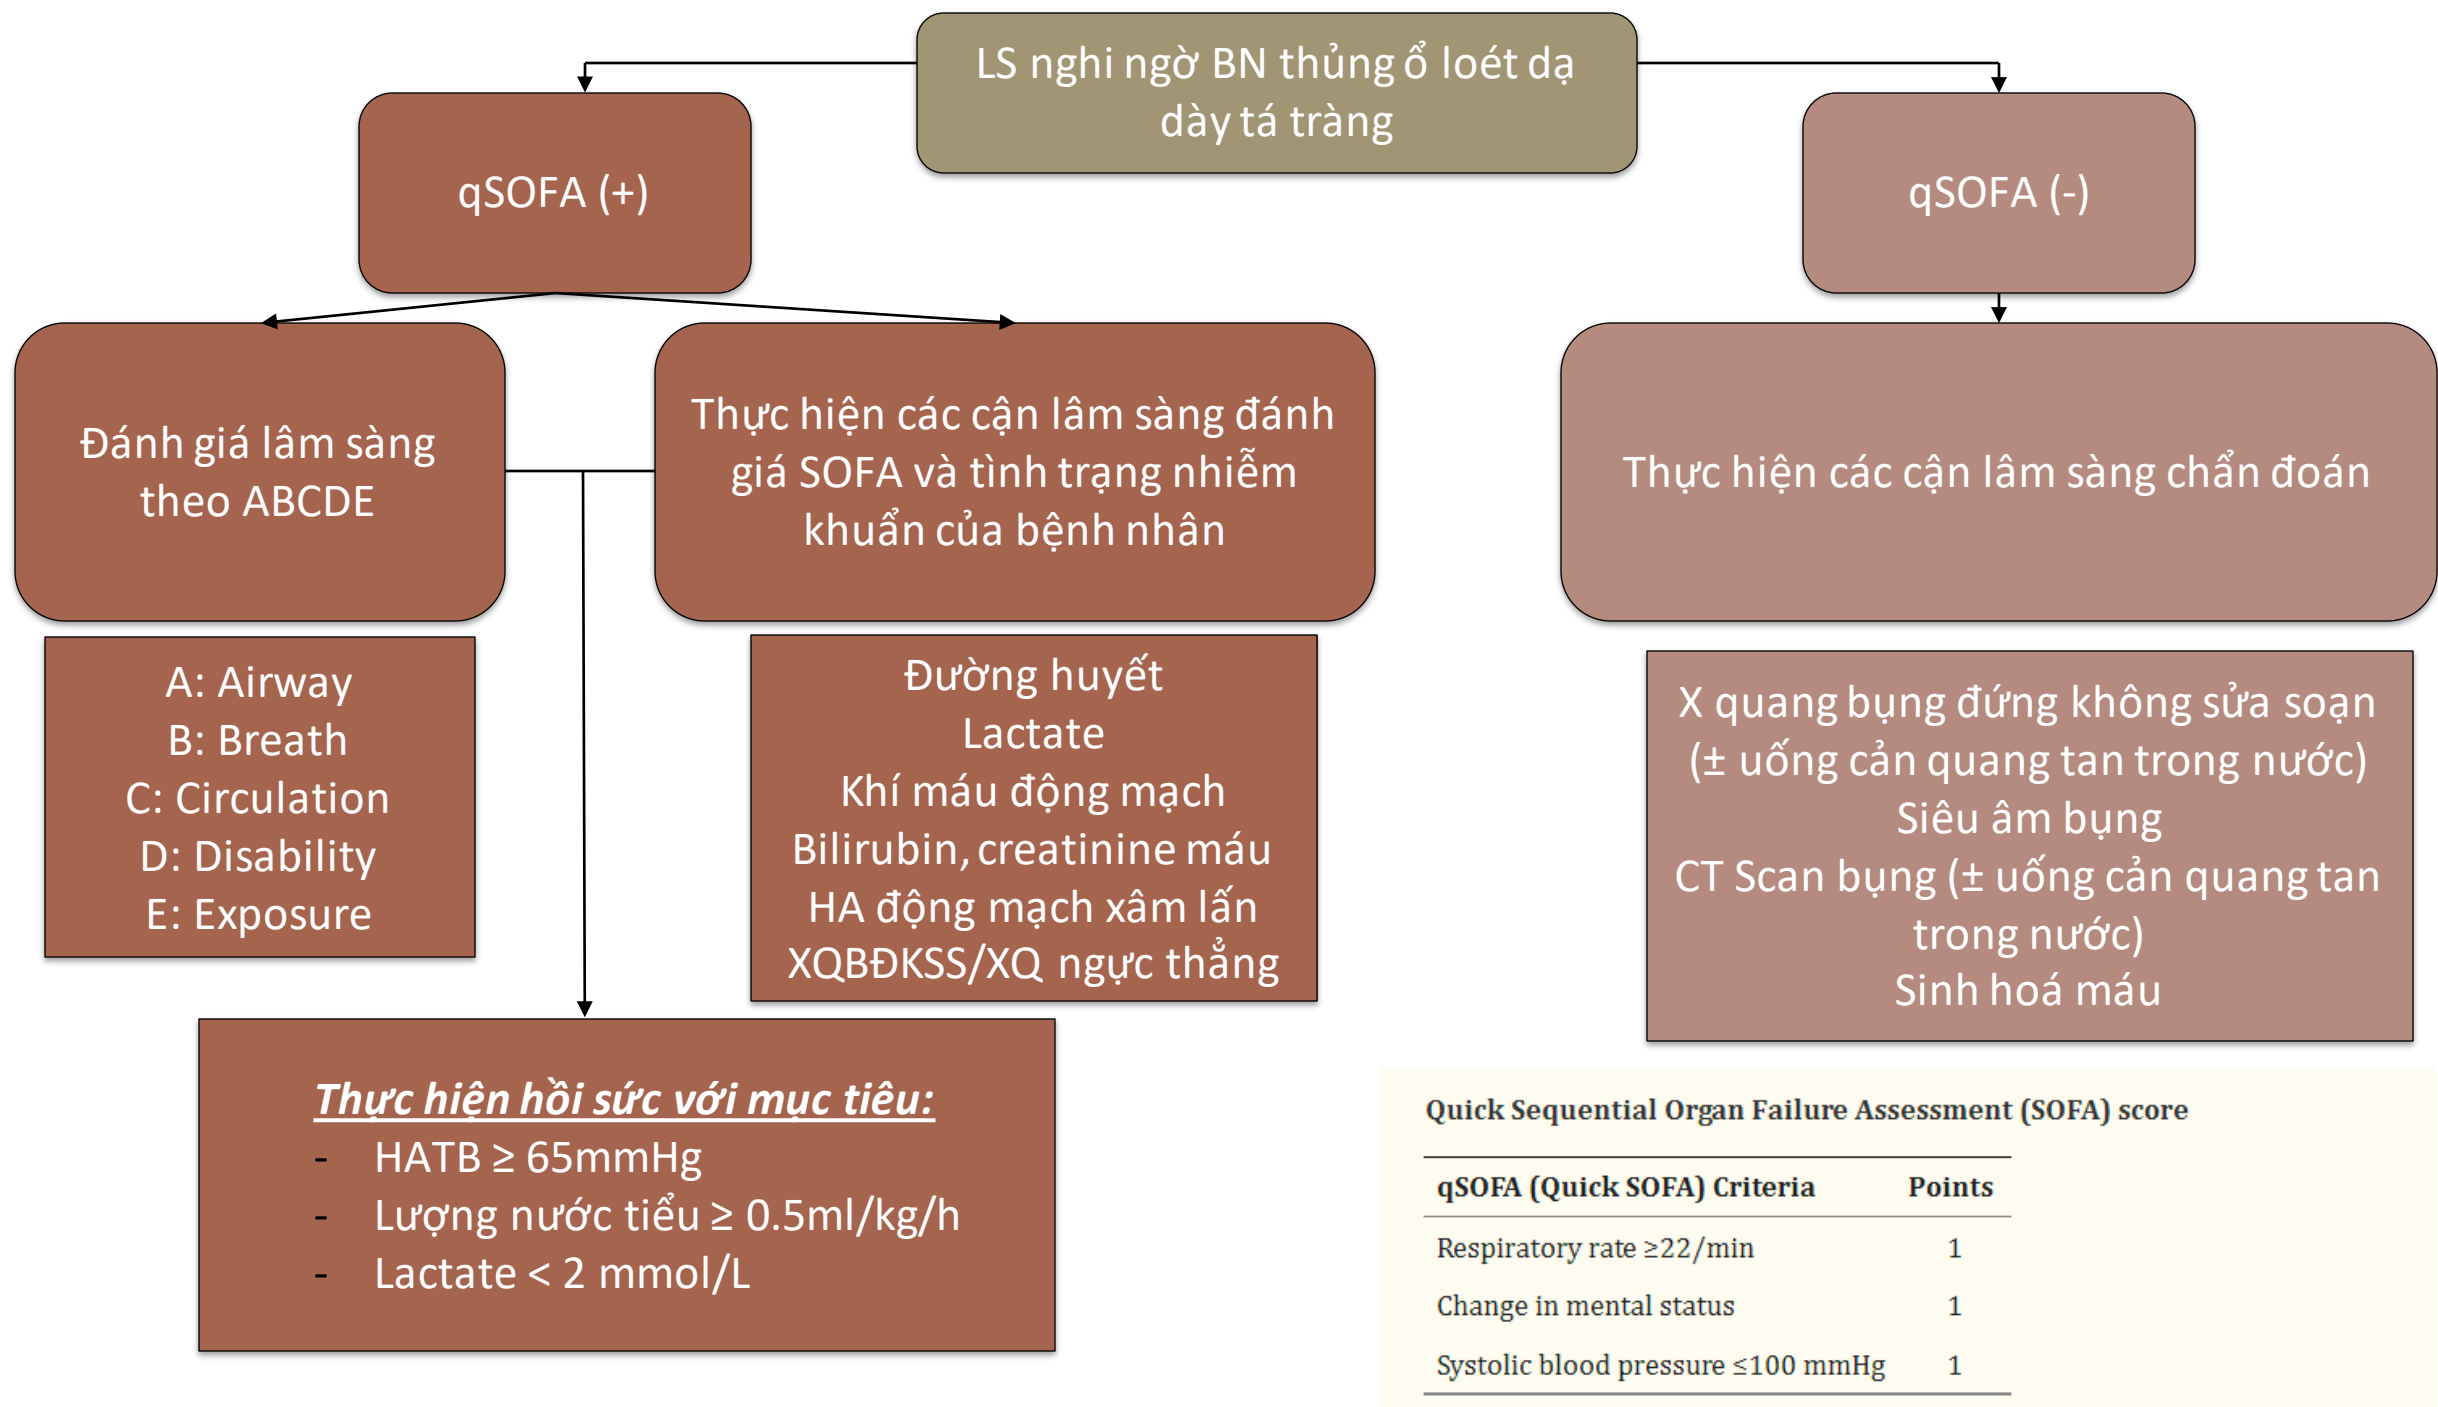 LS nghi ngờ BN thủng ổ loét dạ
dày tá tràng
qSOFA (+)
qSOFA (-)
Đánh giá lâm sàng
theo ABCDE
Thực hiện các cận lâm sàng đánh
giá SOFA và tình trạng nhiễm
khuẩn của bệnh nhân
Thực hiện các cận lâm sàng chẩn đoán
A: Airway
B: Breath
C: Circulation
D: Disability
E: Exposure
Đường huyết
Lactate
Khí máu động mạch
Bilirubin, creatinine máu
HA động mạch xâm lấn
XQBĐKSS/XQ ngực thẳng
X quang bụng đứng không sửa soạn
(± uống cản quang tan trong nước)
Siêu âm bụng
CT Scan bụng (± uống cản quang tan
trong nước)
Sinh hoá máu
Thực hiện hồi sức với mục tiêu:
- HATB ≥ 65mmHg
- Lượng nước tiểu ≥ 0.5ml/kg/h
- Lactate < 2 mmol/L
Quick Sequential Organ Failure Assessment (SOFA) score
qSOFA (Quick SOFA) Criteria Points
Respiratory rate ≥22/min 1
Change in mental status 1
Systolic blood pressure ≤100 mmHg 1